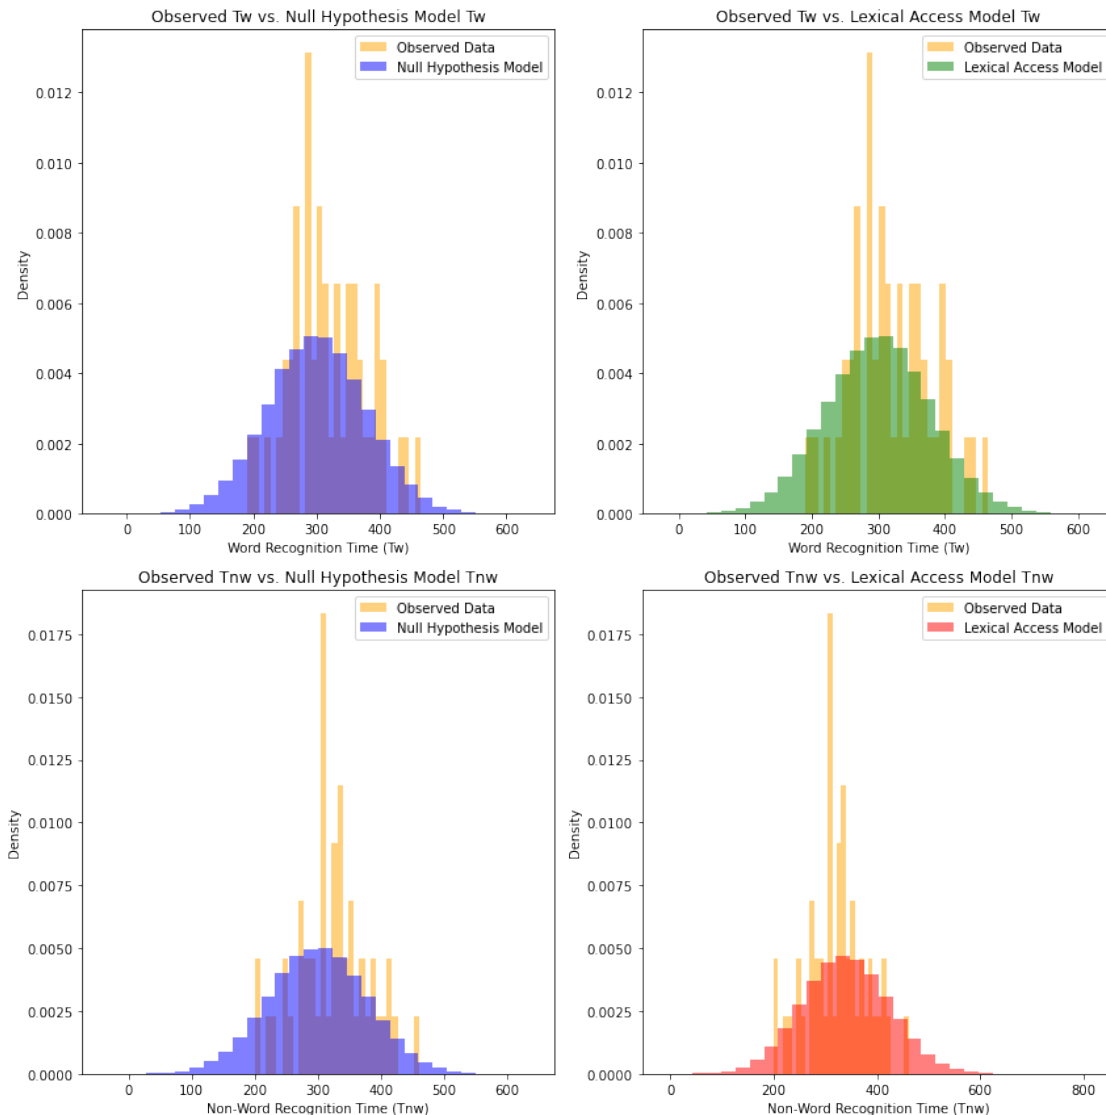 Observed Tw vs. Null Hypothesis Model Tw
Observed Data
Null Hypothesis Model
0.012
0.010
0.008
0.006
0.004
0.002
0.000
Density
0 100 200 300 400 500 600
Word Recognition Time (Tw)
Observed Tw vs. Lexical Access Model Tw
Observed Data
Lexical Access Model
0.012
0.010
0.008
0.006
0.004
0.002
0.000
Density
0 100 200 300 400 500 600
Word Recognition Time (Tw)
Observed Tnw vs. Null Hypothesis Model Tnw
Observed Data
Null Hypothesis Model
0.0175
0.0150
0.0125
0.0100
0.0075
0.0050
0.0025
0.0000
Density
0 100 200 300 400 500 600
Non-Word Recognition Time (Tnw)
Observed Tnw vs. Lexical Access Model Tnw
Observed Data
Lexical Access Model
0.0175
0.0150
0.0125
0.0100
0.0075
0.0050
0.0025
0.0000
Density
0 200 400 600 800
Non-Word Recognition Time (Tnw)